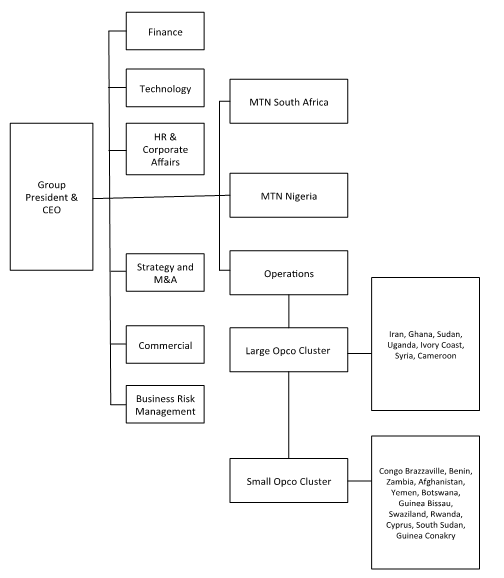 Finance
Technology
HR &
Corporate
Affairs
MTN South Africa
Group
President &
CEO
MTN Nigeria
Strategy and
M&A
Operations
Commercial
Large Opco Cluster
Iran, Ghana, Sudan,
Uganda, Ivory Coast,
Syria, Cameroon
Business Risk
Management
Small Opco Cluster
Congo Brazzaville, Benin,
Zambia, Afghanistan,
Yemen, Botswana,
Guinea Bissau,
Swaziland, Rwanda,
Cyprus, South Sudan,
Guinea Conakry